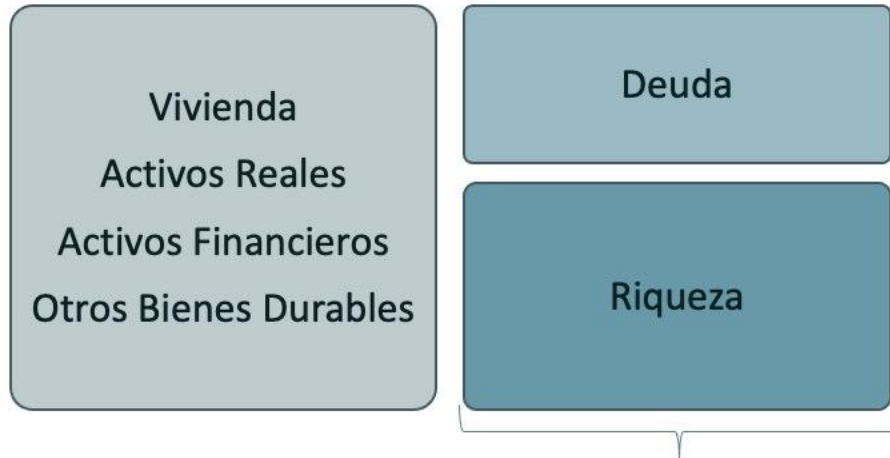 Vivienda
Activos Reales
Activos Financieros
Otros Bienes Durables
Deuda
Riqueza